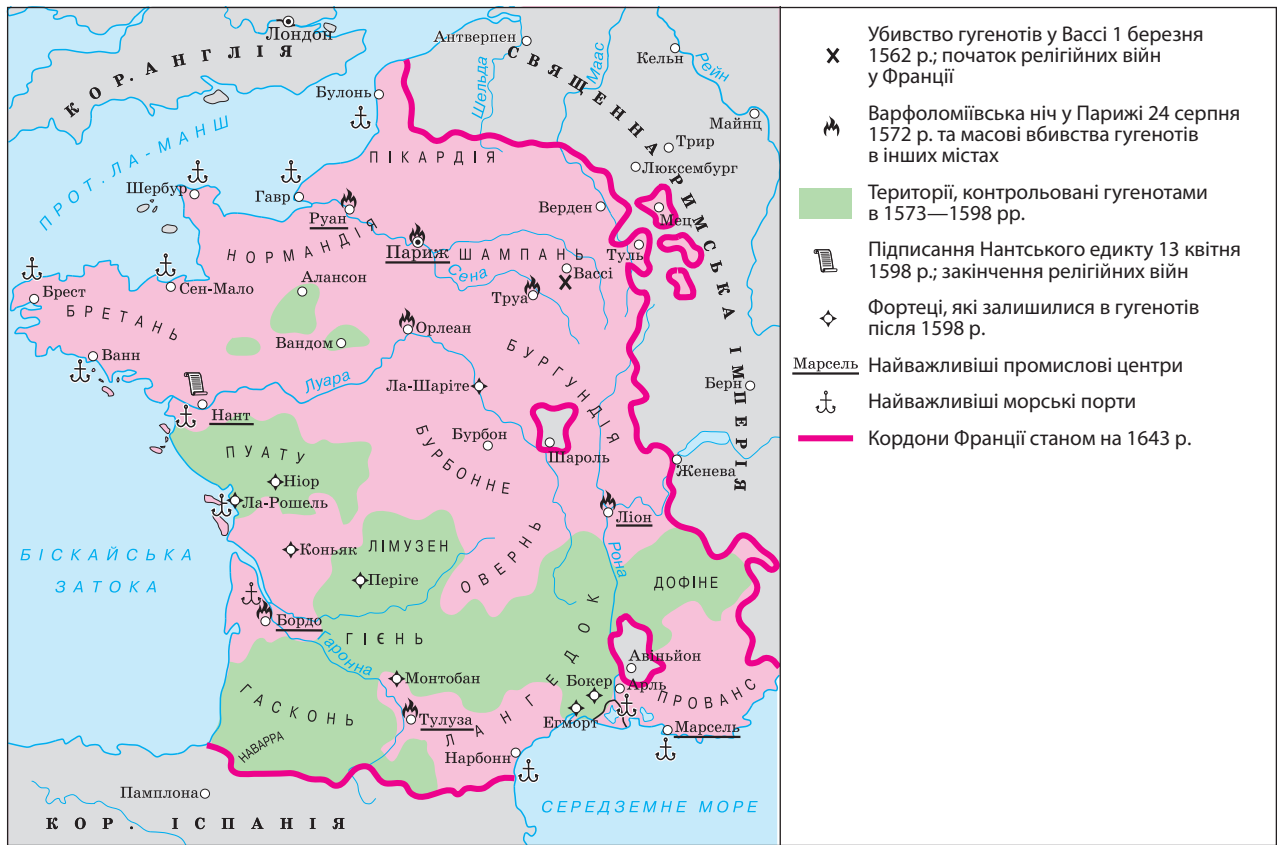 Лондон
КОР. АНГЛІЯ
Антверпен
СВЯЩЕННА РИМСЬКА ІМПЕРІЯ
Кельн
Рейн
Маас
Шельда
Булонь
ПРОТ. ЛА-МАНШ
Майнц
Трир
Люксембург
ПІКАРДІЯ
Шербур
Гавр
Руан
Верден
Мец
НОРМАНДІЯ
Париж
ШАМПАНЬ
Туль
Сена
Вассі
Алансон
Труа
Брест
Сен-Мало
БРЕТАНЬ
Орлеан
Вандом
Ванн
БУРГУНДІЯ
Луара
Ла-Шаріте
Берн
Нант
Бурбон
БУРБОННЕ
Шароль
Женева
ПУАТУ
Ніор
Ла-Рошель
Ліон
БІСКАЙСЬКА
ЗАТОКА
Коньяк
ЛІМУЗЕН
ОВЕРНЬ
Рона
Періге
ДОФІНЕ
Бордо
ГІЄНЬ
Гаронна
Авіньйон
Монтобан
Бокер
Арль
ПРОВАНС
ГАСКОНЬ
Тулуза
ЛАНГЕДОК
Егморт
Марсель
НАВАРРА
Нарбонн
Памплона
СЕРЕДЗЕМНЕ МОРЕ
КОР. ІСПАНІЯ
Убивство гугенотів у Вассі 1 березня
1562 р.; початок релігійних війн
у Франції
Варфоломіївська ніч у Парижі 24 серпня
1572 р. та масові вбивства гугенотів
в інших містах
Території, контрольовані гугенотами
в 1573—1598 рр.
Підписання Нантського едикту 13 квітня
1598 р.; закінчення релігійних війн
Фортеці, які залишилися в гугенотів
після 1598 р.
Марсель Найважливіші промислові центри
Найважливіші морські порти
Кордони Франції станом на 1643 р.